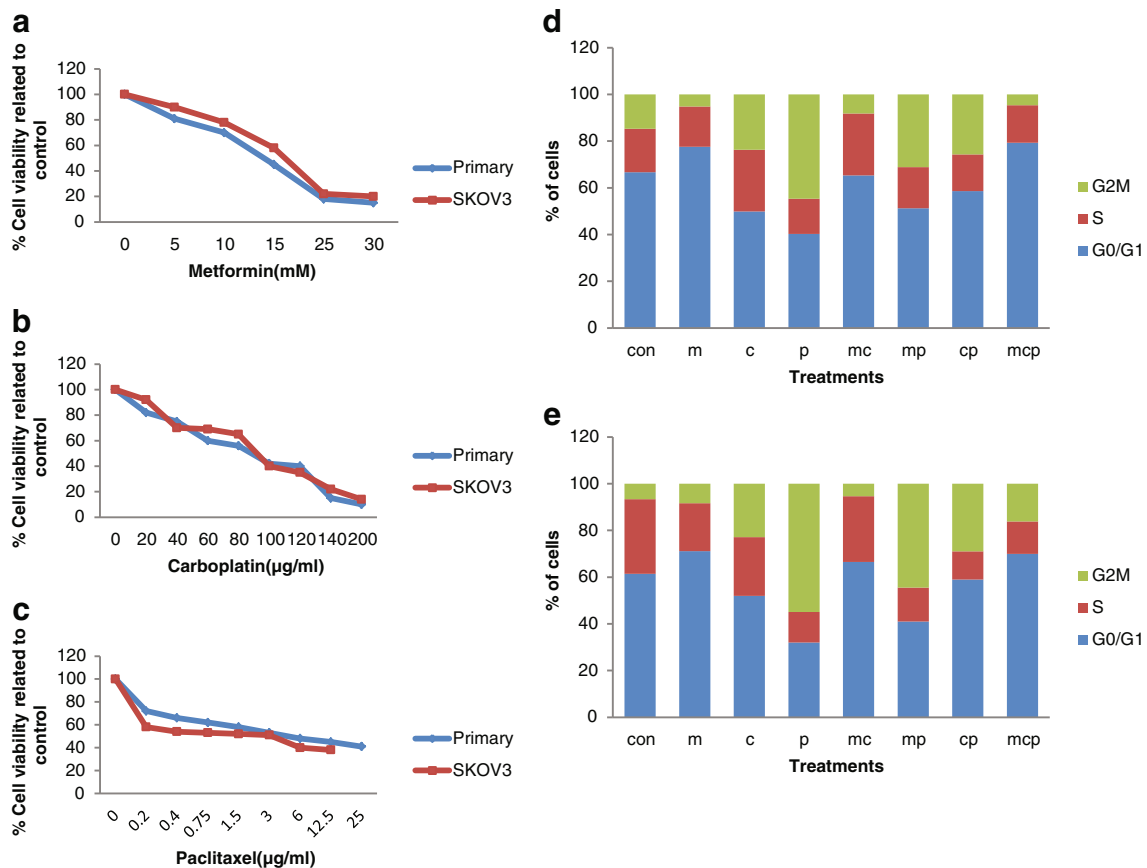 a
% Cell viability related to
control
120
100
80
60
40
20
0
0 5 10 15 25 30
Metformin(mM)
Primary
SKOV3
b
% Cell viability related to
control
120
100
80
60
40
20
0
0 20 40 60 80 100 120 140 200
Carboplatin(µg/ml)
Primary
SKOV3
c
% Cell viability related to
control
120
100
80
60
40
20
0
0 0.2 0.4 0.75 1.5 3 6 12.5 25
Paclitaxel(µg/ml)
Primary
SKOV3
d
% of cells
120
100
80
60
40
20
0
con m c p mc mp cp mcp
Treatments
G2M
S
G0/G1
e
% of cells
120
100
80
60
40
20
0
con m c p mc mp cp mcp
Treatments
G2M
S
G0/G1